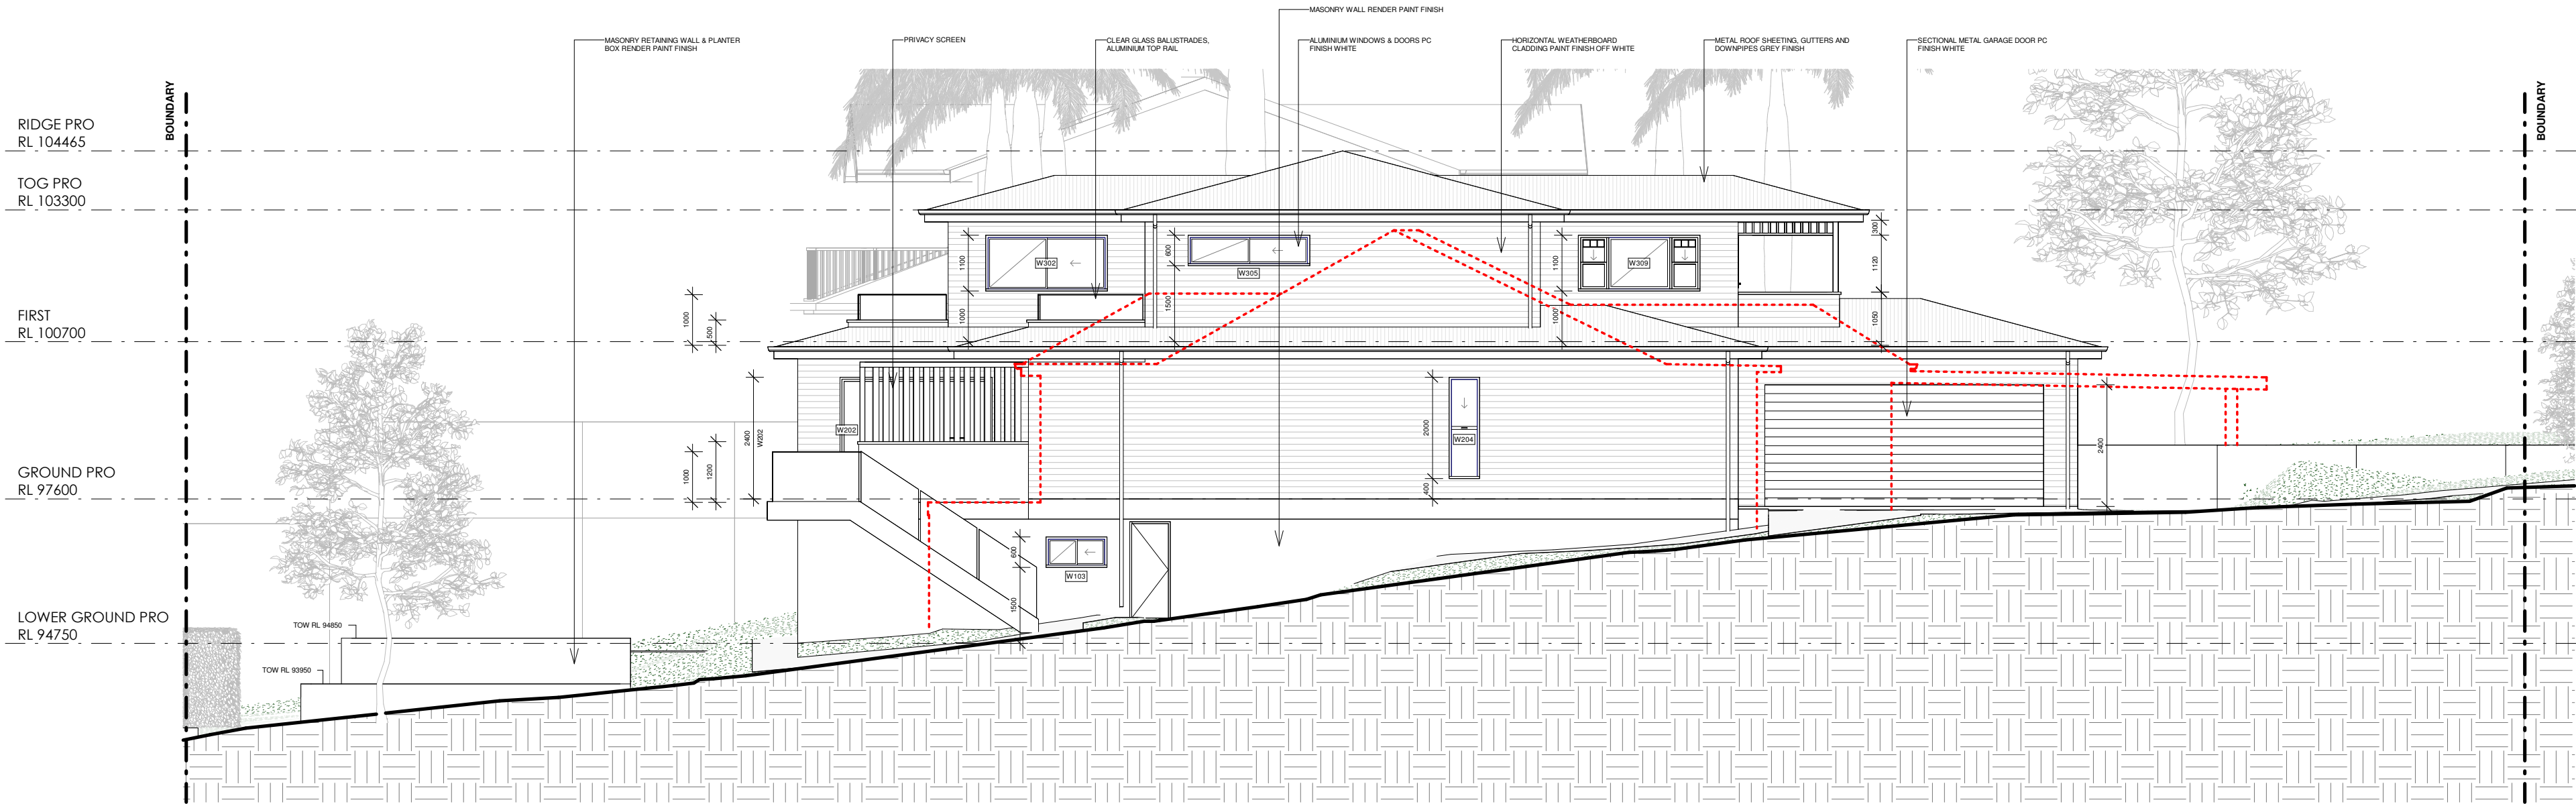 MASONRY WALL RENDER PAINT FINISH
MASONRY RETAINING WALL & PLANTER
BOX RENDER PAINT FINISH
PRIVACY SCREEN
CLEAR GLASS BALUSTRADES,
ALUMINIUM TOP RAIL
ALUMINIUM WINDOWS & DOORS PC
FINISH WHITE
HORIZONTAL WEATHERBOARD
CLADDING PAINT FINISH OFF WHITE
METAL ROOF SHEETING, GUTTERS AND
DOWNPIPES GREY FINISH
SECTIONAL METAL GARAGE DOOR PC
FINISH WHITE
BOUNDARY
BOUNDARY
RIDGE PRO
RL 104465
TOG PRO
RL 103300
FIRST
RL 100700
GROUND PRO
RL 97600
LOWER GROUND PRO
RL 94750
1100
W302
600
W305
1100
W309
300
1120
1000
500
1000
1500
1000
1050
2400
W202
W202
1000
1200
2000
W204
400
2400
600
W103
1500
TOW RL 94850
TOW RL 93950